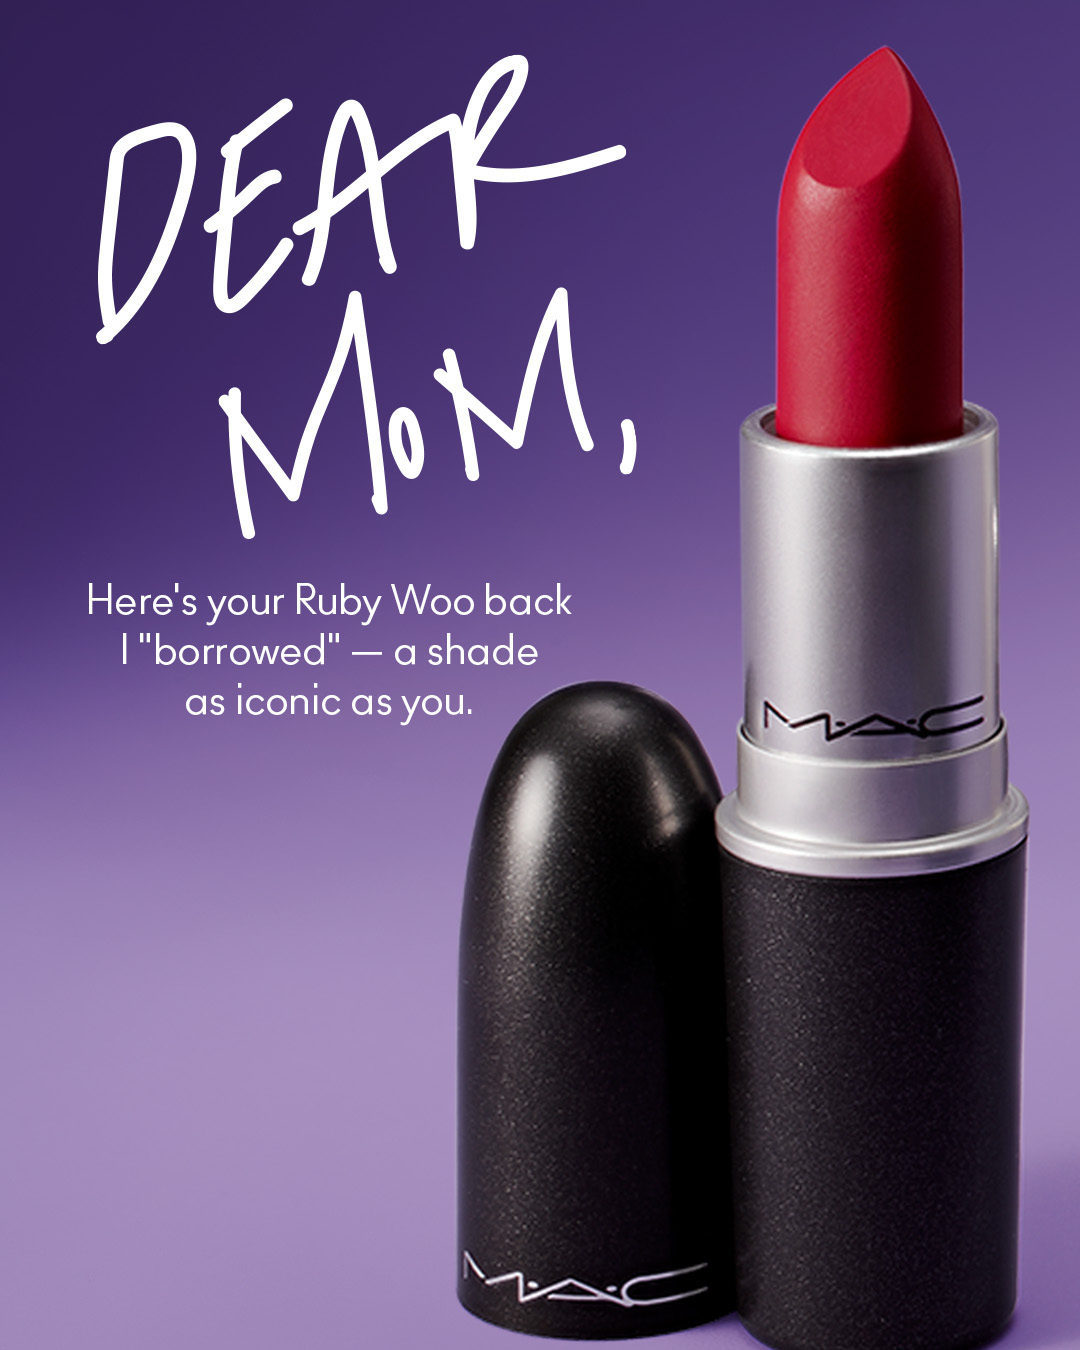 DEAR
MOM,
Here's your Ruby Woo back
I "borrowed" — a shade
as iconic as you.
M·A·C
M·A·C